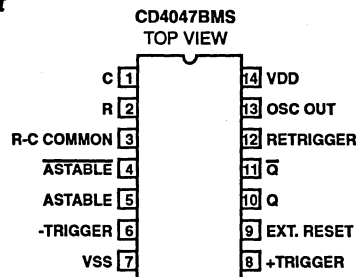 CD4047BMS
TOP VIEW
C 1 14 VDD
R 2 13 OSC OUT
R-C COMMON 3 12 RETRIGGER
A̅S̅T̅A̅B̅L̅E̅ 4 11 Q̅
ASTABLE 5 10 Q
-TRIGGER 6 9 EXT. RESET
VSS 7 8 +TRIGGER